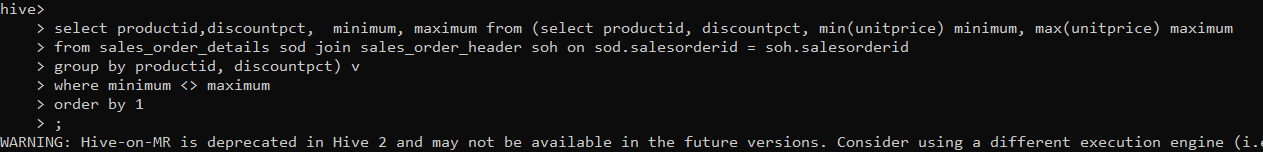 hive>
    > select productid,discountpct,  minimum, maximum from (select productid, discountpct, min(unitprice) minimum, max(unitprice) maximum
    > from sales_order_details sod join sales_order_header soh on sod.salesorderid = soh.salesorderid
    > group by productid, discountpct) v
    > where minimum <> maximum
    > order by 1
    > ;
WARNING: Hive-on-MR is deprecated in Hive 2 and may not be available in the future versions. Consider using a different execution engine (i.e